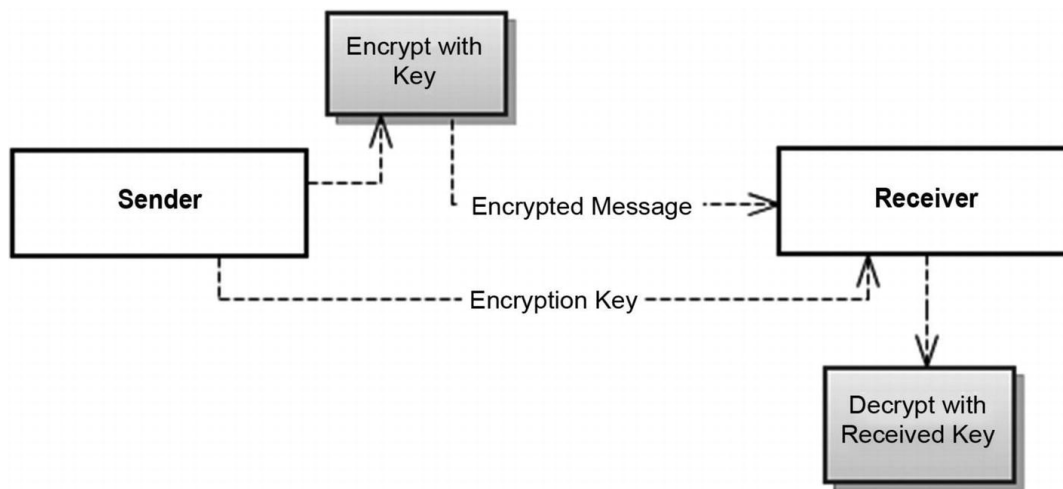 Encrypt with
Key
Sender
Receiver
Encrypted Message
Encryption Key
Decrypt with
Received Key